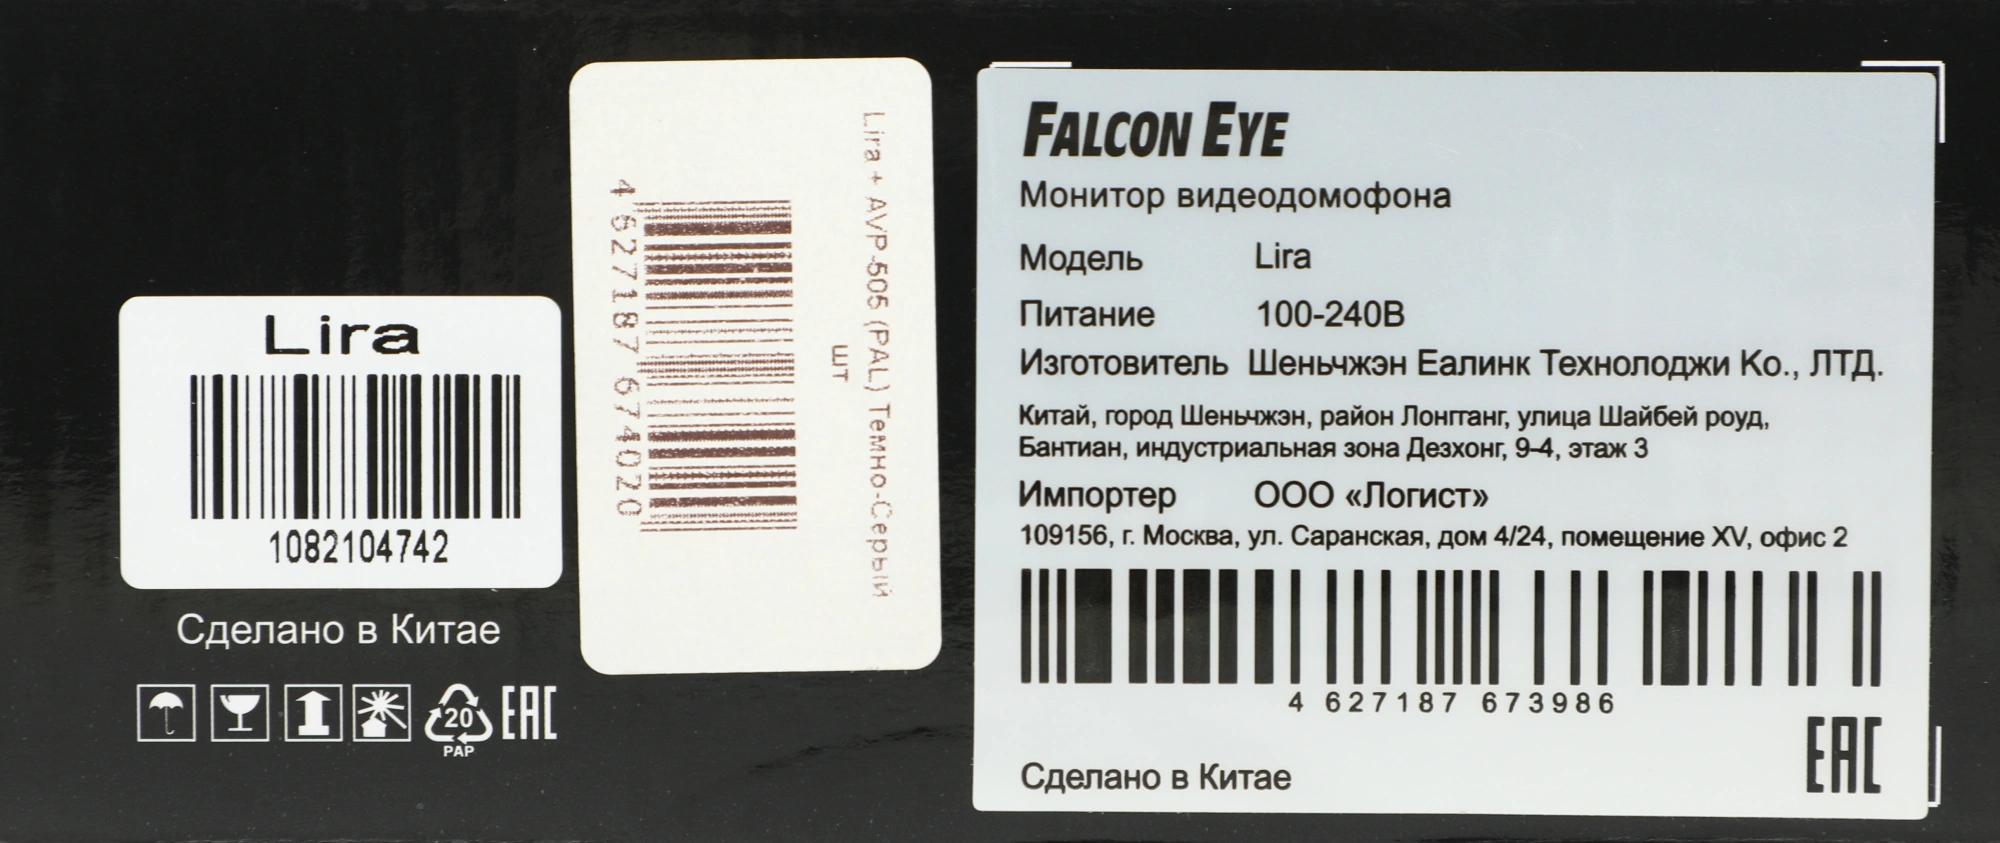 Lira
1082104742
Сделано в Китае
20
PAP
EAC
Lira + AVP-505 (PAL) Темно-Серый
шт
4 627187 674020
FALCON EYE
Монитор видеодомофона
Модель Lira
Питание 100-240В
Изготовитель Шеньчжэн Еалинк Технолоджи Ко., ЛТД.
Китай, город Шеньчжэн, район Лонгганг, улица Шайбей роуд,
Бантиан, индустриальная зона Дезхонг, 9-4, этаж 3
Импортер ООО «Логист»
109156, г. Москва, ул. Саранская, дом 4/24, помещение XV, офис 2
4 627187 673986
Сделано в Китае
EAC